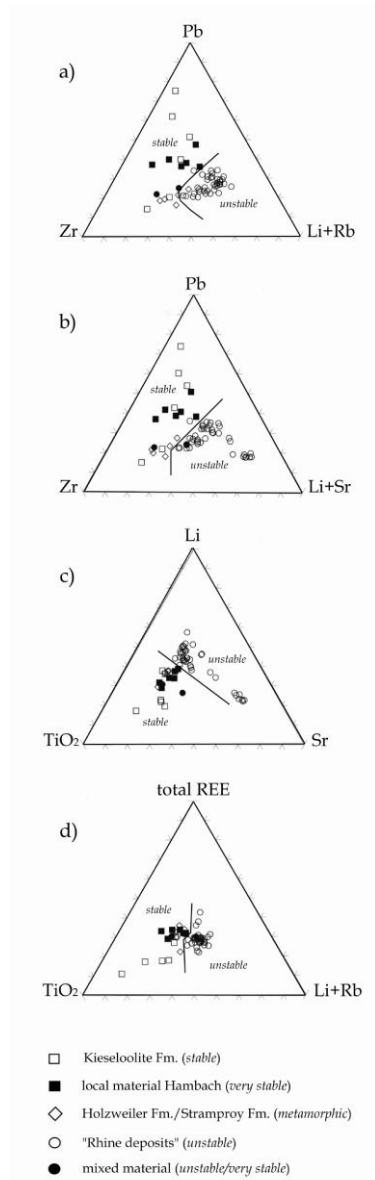 Pb
a)
stable
unstable
Zr
Li+Rb
Pb
b)
stable
unstable
Zr
Li+Sr
Li
c)
unstable
stable
TiO2
Sr
total REE
d)
stable
unstable
TiO2
Li+Rb
Kieseloolite Fm. (stable)
local material Hambach (very stable)
Holzweiler Fm./Stramproy Fm. (metamorphic)
"Rhine deposits" (unstable)
mixed material (unstable/very stable)